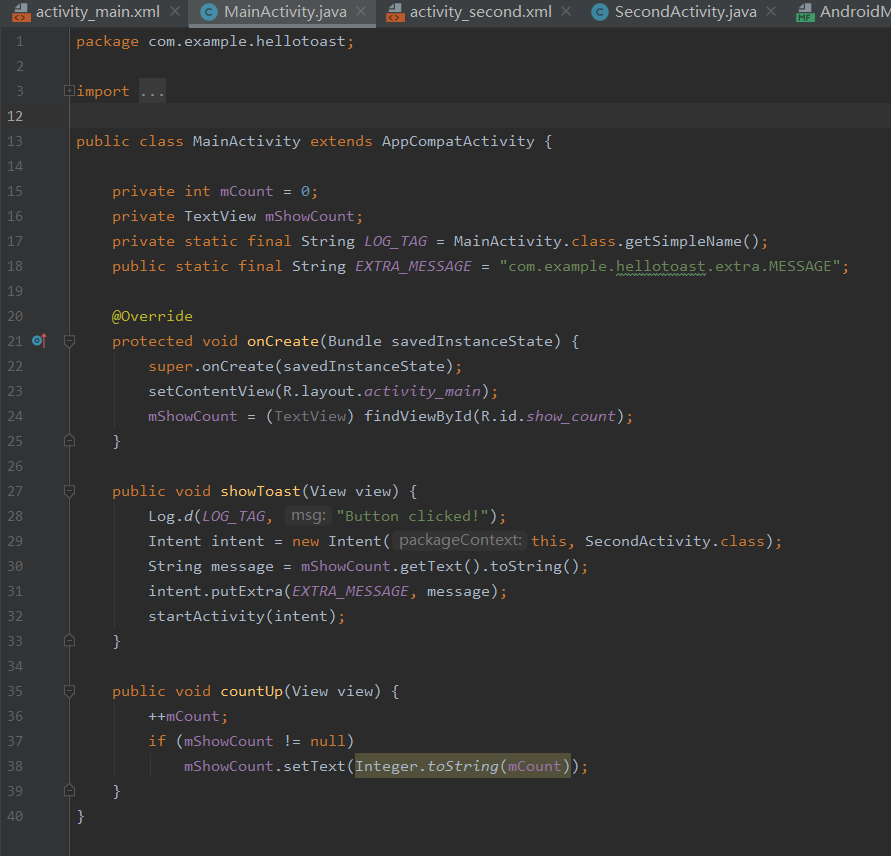 activity_main.xml MainActivity.java activity_second.xml SecondActivity.java AndroidM
1 package com.example.hellotoast;
2
3 import ...
12
13 public class MainActivity extends AppCompatActivity {
14
15 private int mCount = 0;
16 private TextView mShowCount;
17 private static final String LOG_TAG = MainActivity.class.getSimpleName();
18 public static final String EXTRA_MESSAGE = "com.example.hellotoast.extra.MESSAGE";
19
20 @Override
21 protected void onCreate(Bundle savedInstanceState) {
22 super.onCreate(savedInstanceState);
23 setContentView(R.layout.activity_main);
24 mShowCount = (TextView) findViewById(R.id.show_count);
25 }
26
27 public void showToast(View view) {
28 Log.d(LOG_TAG, msg: "Button clicked!");
29 Intent intent = new Intent( packageContext: this, SecondActivity.class);
30 String message = mShowCount.getText().toString();
31 intent.putExtra(EXTRA_MESSAGE, message);
32 startActivity(intent);
33 }
34
35 public void countUp(View view) {
36 ++mCount;
37 if (mShowCount != null)
38 mShowCount.setText(Integer.toString(mCount));
39 }
40 }